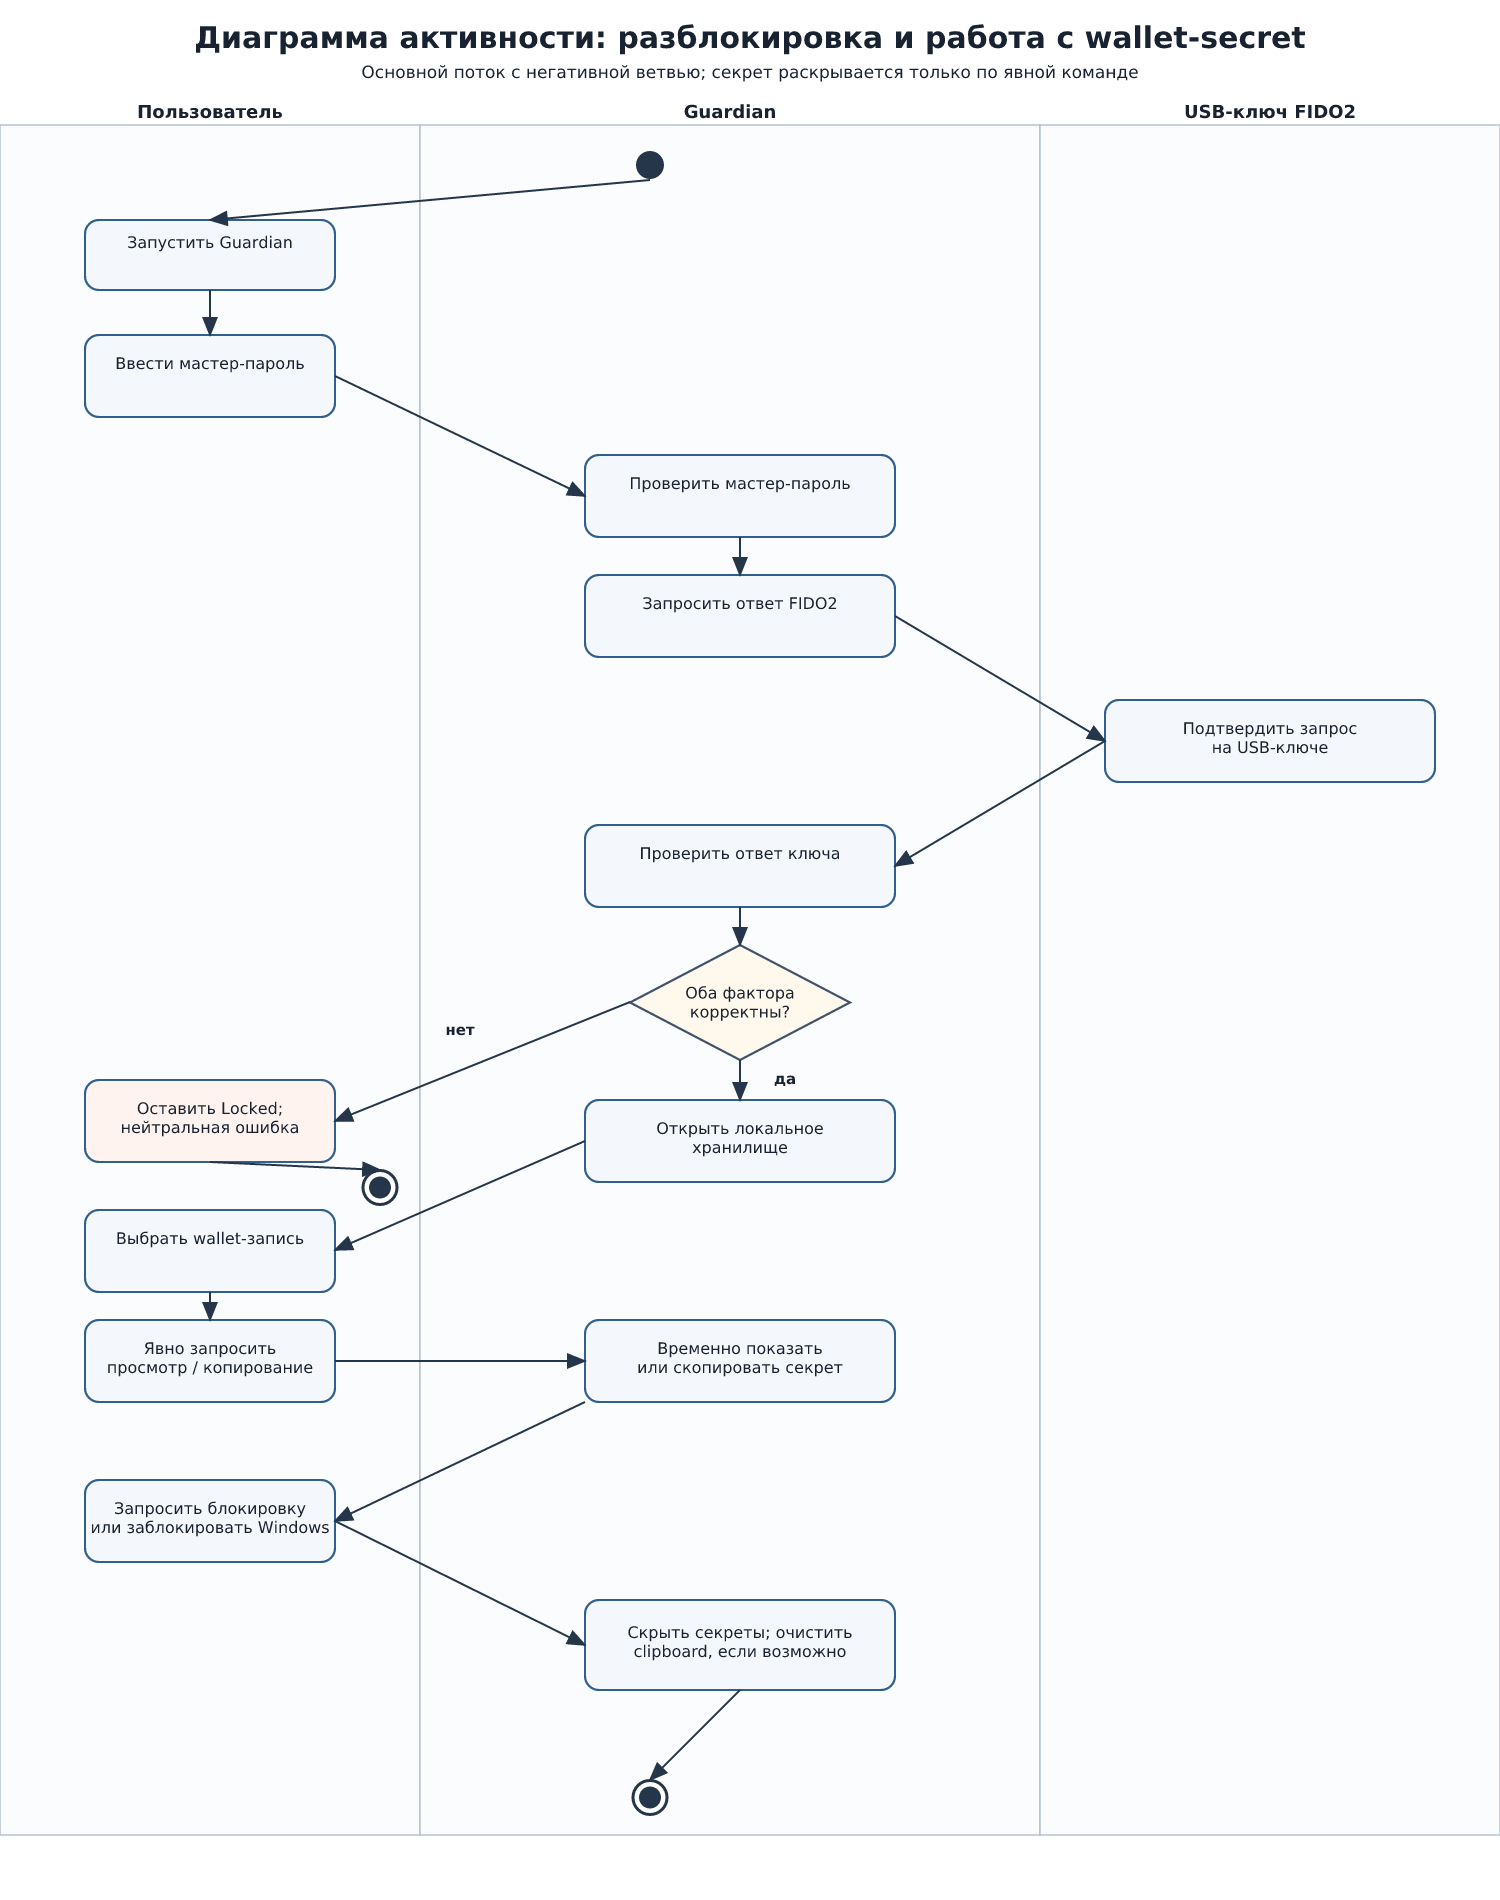 Диаграмма активности: разблокировка и работа с wallet-secret
Основной поток с негативной ветвью; секрет раскрывается только по явной команде
Пользователь
Guardian
USB-ключ FIDO2
Запустить Guardian
Ввести мастер-пароль
Проверить мастер-пароль
Запросить ответ FIDO2
Подтвердить запрос
на USB-ключе
Проверить ответ ключа
Оба фактора
корректны?
нет
да
Оставить Locked;
нейтральная ошибка
Открыть локальное
хранилище
Выбрать wallet-запись
Явно запросить
просмотр / копирование
Временно показать
или скопировать секрет
Запросить блокировку
или заблокировать Windows
Скрыть секреты; очистить
clipboard, если возможно